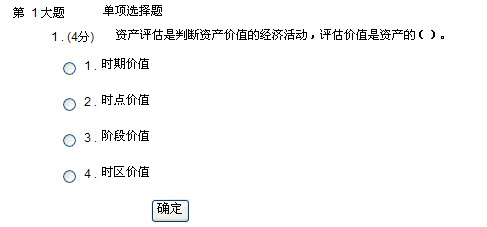 第 1大题 单项选择题
1. (4分) 资产评估是判断资产价值的经济活动，评估价值是资产的( )。
1. 时期价值
2. 时点价值
3. 阶段价值
4. 时区价值
确定